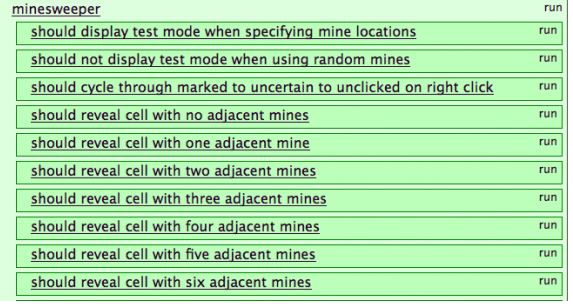 minesweeper run
should display test mode when specifying mine locations run
should not display test mode when using random mines run
should cycle through marked to uncertain to unclicked on right click run
should reveal cell with no adjacent mines run
should reveal cell with one adjacent mine run
should reveal cell with two adjacent mines run
should reveal cell with three adjacent mines run
should reveal cell with four adjacent mines run
should reveal cell with five adjacent mines run
should reveal cell with six adjacent mines run